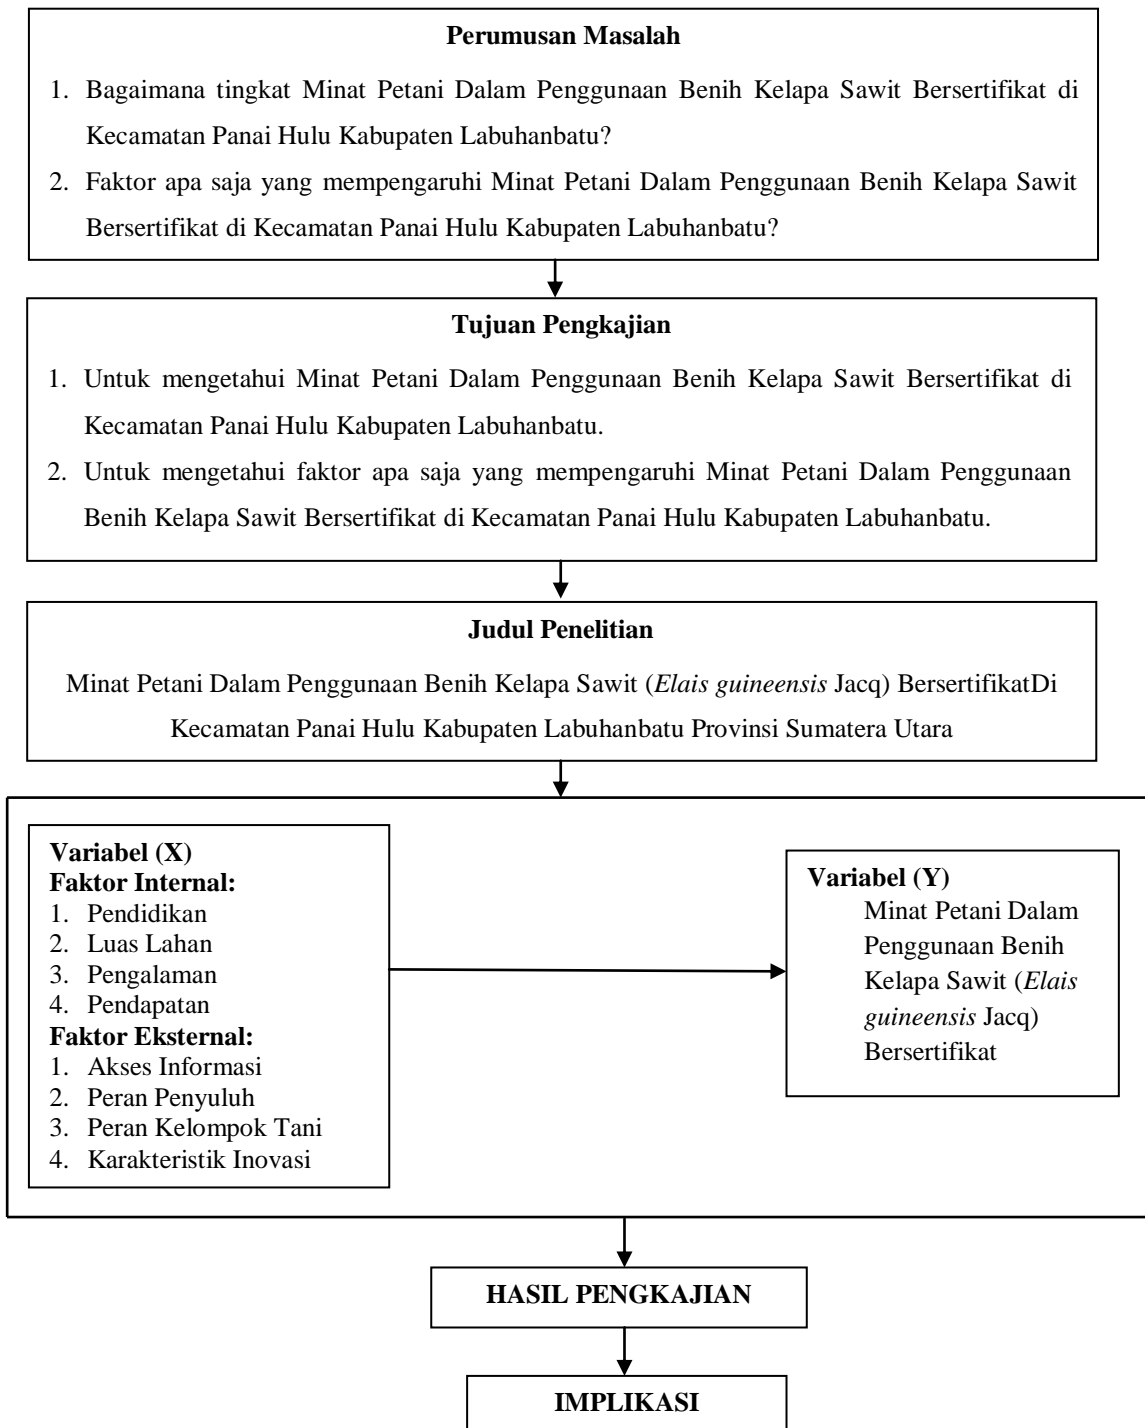 Perumusan Masalah
1. Bagaimana tingkat Minat Petani Dalam Penggunaan Benih Kelapa Sawit Bersertifikat di
Kecamatan Panai Hulu Kabupaten Labuhanbatu?
2. Faktor apa saja yang mempengaruhi Minat Petani Dalam Penggunaan Benih Kelapa Sawit
Bersertifikat di Kecamatan Panai Hulu Kabupaten Labuhanbatu?
Tujuan Pengkajian
1. Untuk mengetahui Minat Petani Dalam Penggunaan Benih Kelapa Sawit Bersertifikat di
Kecamatan Panai Hulu Kabupaten Labuhanbatu.
2. Untuk mengetahui faktor apa saja yang mempengaruhi Minat Petani Dalam Penggunaan
Benih Kelapa Sawit Bersertifikat di Kecamatan Panai Hulu Kabupaten Labuhanbatu.
Judul Penelitian
Minat Petani Dalam Penggunaan Benih Kelapa Sawit (Elais guineensis Jacq) BersertifikatDi
Kecamatan Panai Hulu Kabupaten Labuhanbatu Provinsi Sumatera Utara
Variabel (X)
Faktor Internal:
1. Pendidikan
2. Luas Lahan
3. Pengalaman
4. Pendapatan
Faktor Eksternal:
1. Akses Informasi
2. Peran Penyuluh
3. Peran Kelompok Tani
4. Karakteristik Inovasi
Variabel (Y)
Minat Petani Dalam
Penggunaan Benih
Kelapa Sawit (Elais
guineensis Jacq)
Bersertifikat
HASIL PENGKAJIAN
IMPLIKASI